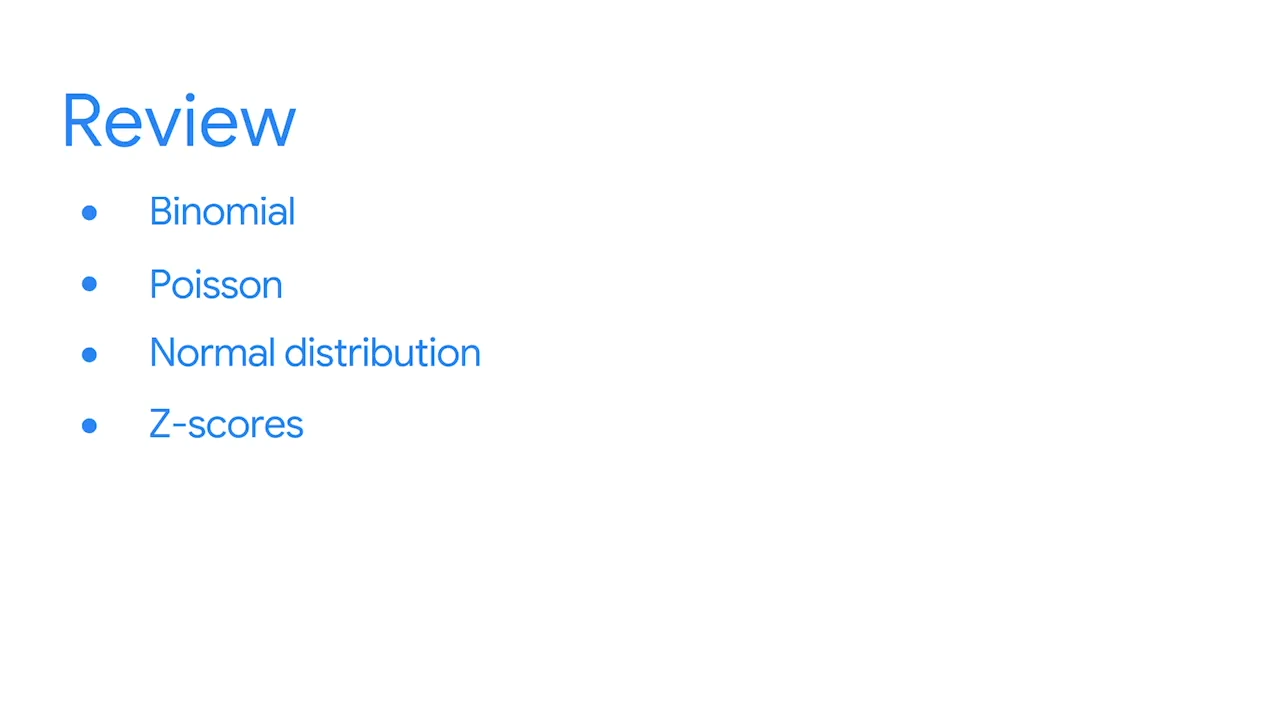 Review
• Binomial
• Poisson
• Normal distribution
• Z-scores